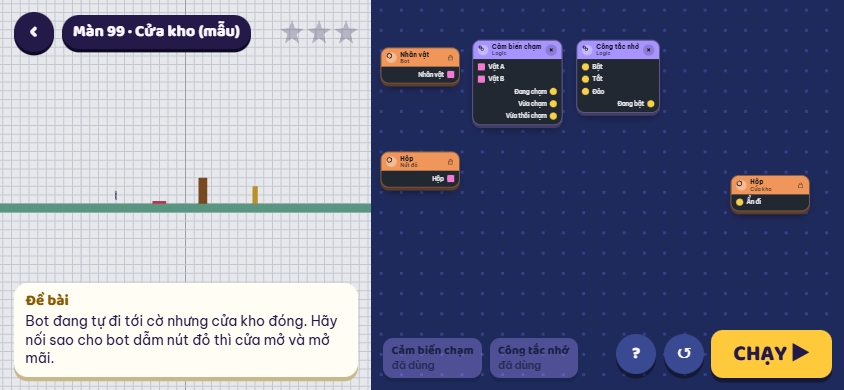 Màn 99 · Cửa kho (mẫu)
Đề bài
Bot đang tự đi tới cờ nhưng cửa kho đóng. Hãy
nối sao cho bot dẫm nút đỏ thì cửa mở và mở
mãi.
Nhân vật
Bot
Nhân vật
Cảm biến chạm
Logic
Vật A
Vật B
Đang chạm
Vừa chạm
Vừa thôi chạm
Công tắc nhớ
Logic
Bật
Tắt
Đảo
Đang bật
Hộp
Nút đỏ
Hộp
Hộp
Cửa kho
Ẩn đi
Cảm biến chạm
đã dùng
Công tắc nhớ
đã dùng
?
CHẠY